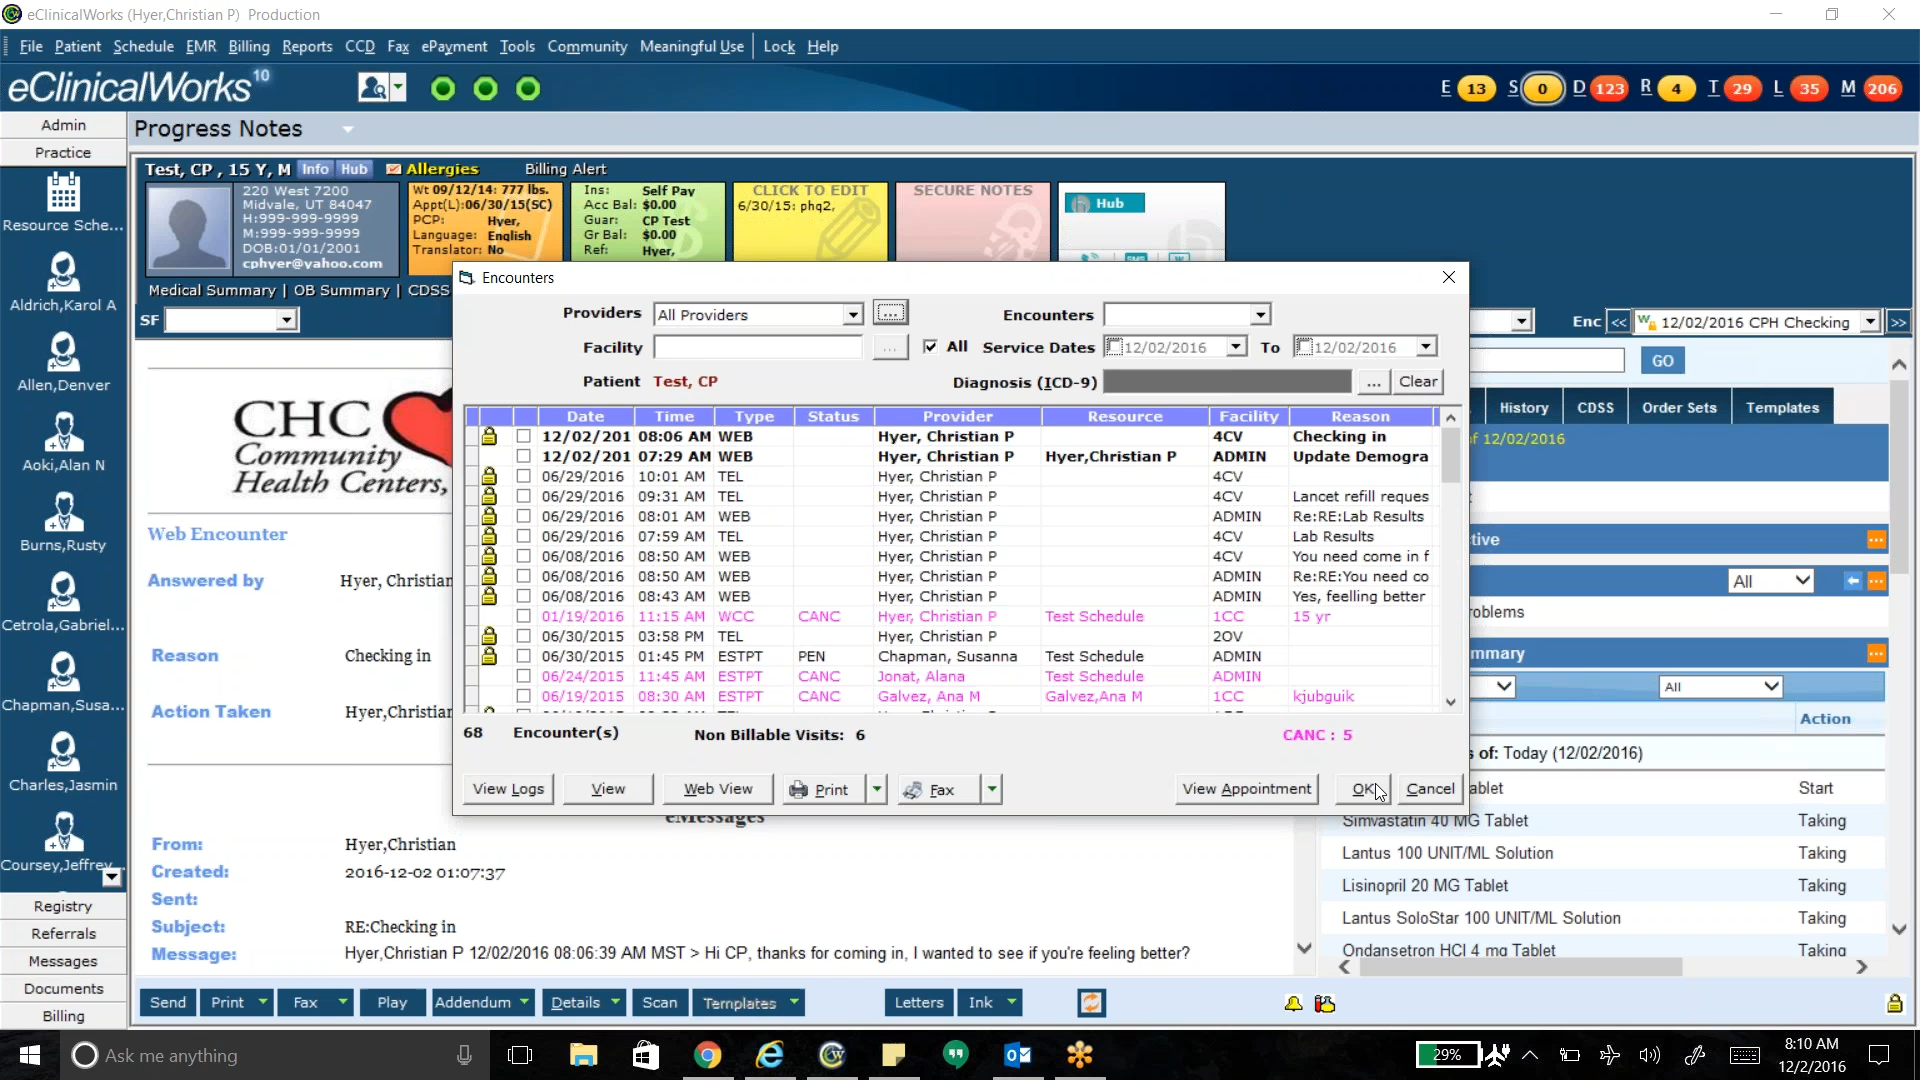 eClinicalWorks (Hyer,Christian P) Production
File Patient Schedule EMR Billing Reports CCD Fax ePayment Tools Community Meaningful Use Lock Help
eClinicalWorks 10
E 13 S 0 D 123 R 4 T 29 L 35 M 206
Admin
Practice
Resource Sche...
Aldrich,Karol A
Allen,Denver
Aoki,Alan N
Burns,Rusty
Cetrola,Gabriel...
Chapman,Susa...
Charles,Jasmin
Coursey,Jeffrey...
Registry
Referrals
Messages
Documents
Billing
Progress Notes
Test, CP , 15 Y, M Info Hub Allergies Billing Alert
220 West 7200
Midvale, UT 84047
H:999-999-9999
M:999-999-9999
DOB:01/01/2001
cphyer@yahoo.com
Wt 09/12/14: 777 lbs.
Appt(L):06/30/15(SC)
PCP: Hyer,
Language: English
Translator: No
Ins: Self Pay
Acc Bal: $0.00
Guar: CP Test
Gr Bal: $0.00
Ref: Hyer,
CLICK TO EDIT
6/30/15: phq2,
SECURE NOTES
Hub
Medical Summary | OB Summary | CDSS
SF
Enc << 12/02/2016 CPH Checking >>
GO
History CDSS Order Sets Templates
of 12/02/2016
CHC
Community
Health Centers,
Web Encounter
Answered by Hyer, Christian
Reason Checking in
Action Taken Hyer,Christian
eMessages
From: Hyer,Christian
Created: 2016-12-02 01:07:37
Sent:
Subject: RE:Checking in
Message: Hyer,Christian P 12/02/2016 08:06:39 AM MST > Hi CP, thanks for coming in, I wanted to see if you're feeling better?
Encounters
Providers All Providers ... Encounters
Facility ... All Service Dates 12/02/2016 To 12/02/2016
Patient Test, CP Diagnosis (ICD-9) ... Clear
Date Time Type Status Provider Resource Facility Reason
12/02/201 08:06 AM WEB Hyer, Christian P 4CV Checking in
12/02/201 07:29 AM WEB Hyer, Christian P Hyer,Christian P ADMIN Update Demogra
06/29/2016 10:01 AM TEL Hyer, Christian P 4CV
06/29/2016 09:31 AM TEL Hyer, Christian P 4CV Lancet refill reques
06/29/2016 08:01 AM WEB Hyer, Christian P ADMIN Re:RE:Lab Results
06/29/2016 07:59 AM TEL Hyer, Christian P 4CV Lab Results
06/08/2016 08:50 AM WEB Hyer, Christian P 4CV You need come in f
06/08/2016 08:50 AM WEB Hyer, Christian P ADMIN Re:RE:You need co
06/08/2016 08:43 AM WEB Hyer, Christian P ADMIN Yes, feelling better
01/19/2016 11:15 AM WCC CANC Hyer, Christian P Test Schedule 1CC 15 yr
06/30/2015 03:58 PM TEL Hyer, Christian P 2OV
06/30/2015 01:45 PM ESTPT PEN Chapman, Susanna Test Schedule ADMIN
06/24/2015 11:45 AM ESTPT CANC Jonat, Alana Test Schedule ADMIN
06/19/2015 08:30 AM ESTPT CANC Galvez, Ana M Galvez,Ana M 1CC kjubguik
68 Encounter(s) Non Billable Visits: 6 CANC : 5
View Logs View Web View Print Fax View Appointment OK Cancel
tive
All
roblems
mmary
All
Action
s of: Today (12/02/2016)
ablet Start
Simvastatin 40 MG Tablet Taking
Lantus 100 UNIT/ML Solution Taking
Lisinopril 20 MG Tablet Taking
Lantus SoloStar 100 UNIT/ML Solution Taking
Ondansetron HCl 4 mg Tablet Taking
Send Print Fax Play Addendum Details Scan Templates Letters Ink
Ask me anything
29%
8:10 AM
12/2/2016